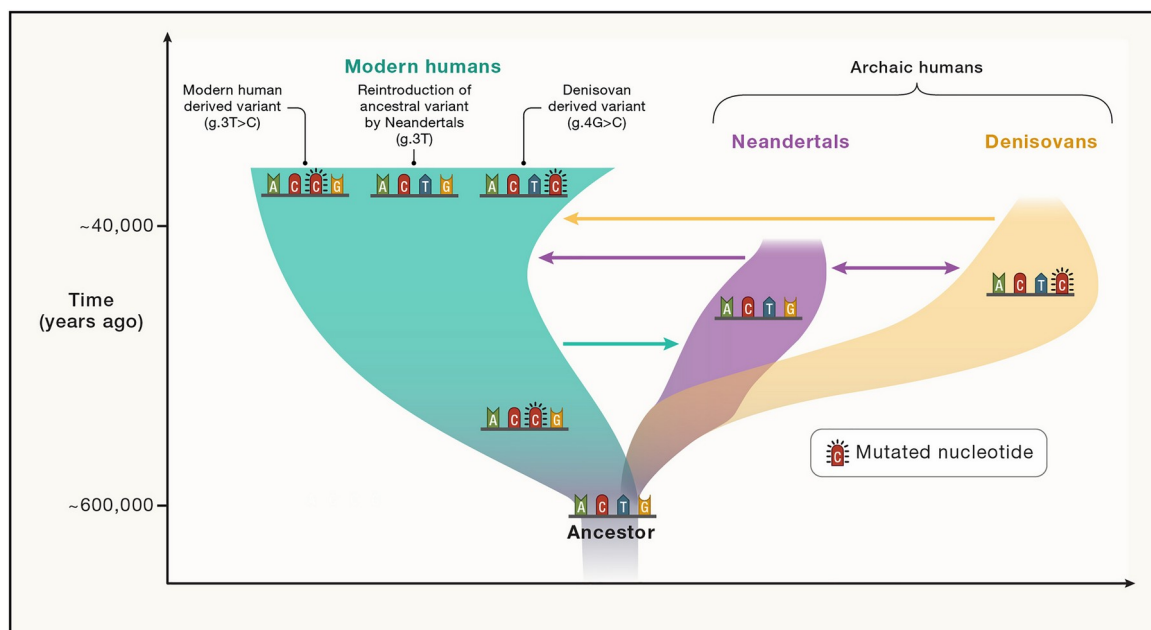 Modern humans
Modern human
derived variant
(g.3T>C)
Reintroduction of
ancestral variant
by Neandertals
(g.3T)
Denisovan
derived variant
(g.4G>C)
Archaic humans
Neandertals
Denisovans
A C C G
A C T G
A C T C
~40,000
Time
(years ago)
A C T C
A C T G
A C C G
C Mutated nucleotide
~600,000
A C T G
Ancestor